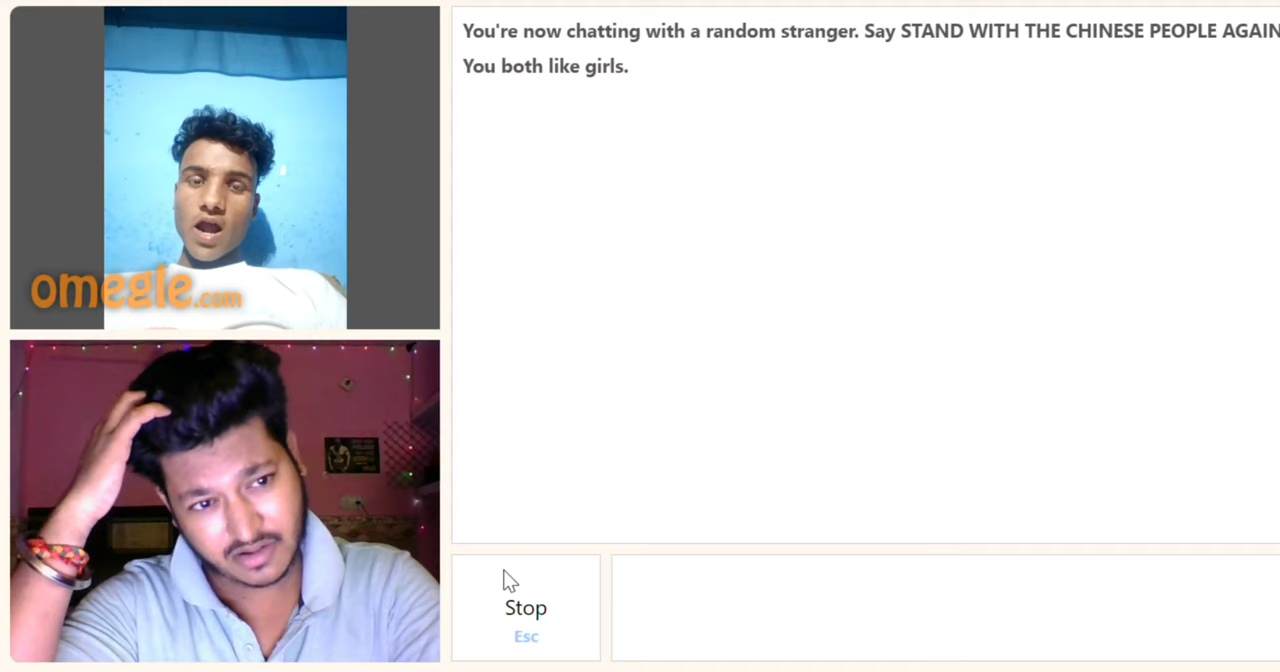 You're now chatting with a random stranger. Say STAND WITH THE CHINESE PEOPLE AGAIN
You both like girls.
omegle.com
Stop
Esc